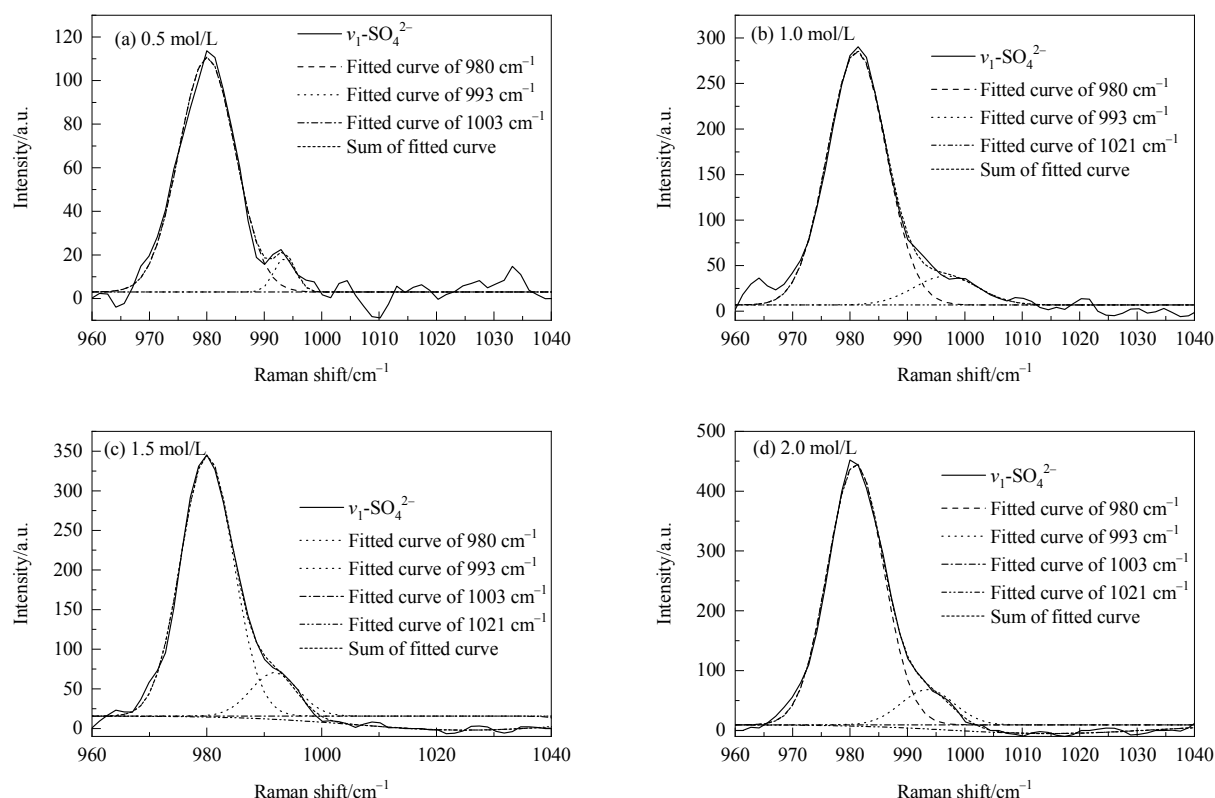 (a) 0.5 mol/L
ν₁-SO₄²⁻
Fitted curve of 980 cm⁻¹
Fitted curve of 993 cm⁻¹
Fitted curve of 1003 cm⁻¹
Sum of fitted curve
120
100
80
60
40
20
0
Intensity/a.u.
960 970 980 990 1000 1010 1020 1030 1040
Raman shift/cm⁻¹
(b) 1.0 mol/L
ν₁-SO₄²⁻
Fitted curve of 980 cm⁻¹
Fitted curve of 993 cm⁻¹
Fitted curve of 1021 cm⁻¹
Sum of fitted curve
300
250
200
150
100
50
0
Intensity/a.u.
960 970 980 990 1000 1010 1020 1030 1040
Raman shift/cm⁻¹
(c) 1.5 mol/L
ν₁-SO₄²⁻
Fitted curve of 980 cm⁻¹
Fitted curve of 993 cm⁻¹
Fitted curve of 1003 cm⁻¹
Fitted curve of 1021 cm⁻¹
Sum of fitted curve
350
300
250
200
150
100
50
0
Intensity/a.u.
960 970 980 990 1000 1010 1020 1030 1040
Raman shift/cm⁻¹
(d) 2.0 mol/L
ν₁-SO₄²⁻
Fitted curve of 980 cm⁻¹
Fitted curve of 993 cm⁻¹
Fitted curve of 1003 cm⁻¹
Fitted curve of 1021 cm⁻¹
Sum of fitted curve
500
400
300
200
100
0
Intensity/a.u.
960 970 980 990 1000 1010 1020 1030 1040
Raman shift/cm⁻¹